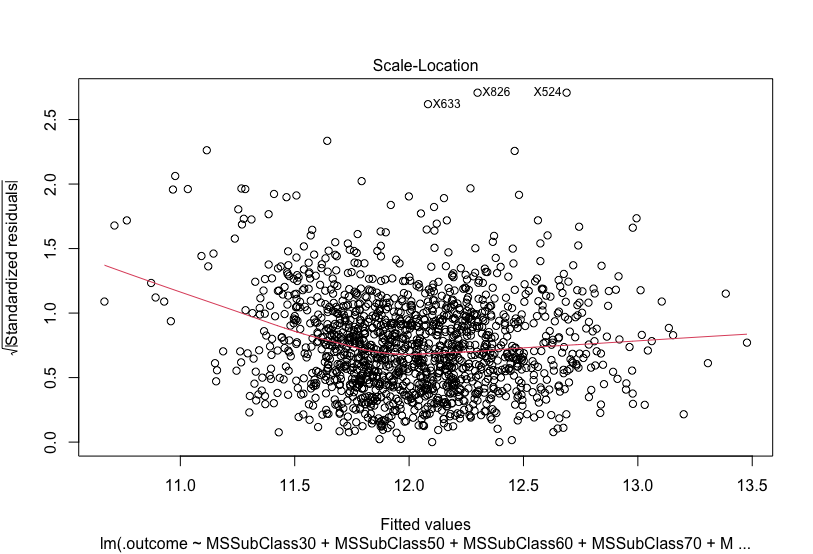 Scale-Location
X633
X826
X524
√|Standardized residuals|
0.0
0.5
1.0
1.5
2.0
2.5
11.0 11.5 12.0 12.5 13.0 13.5
Fitted values
lm(.outcome ~ MSSubClass30 + MSSubClass50 + MSSubClass60 + MSSubClass70 + M ...